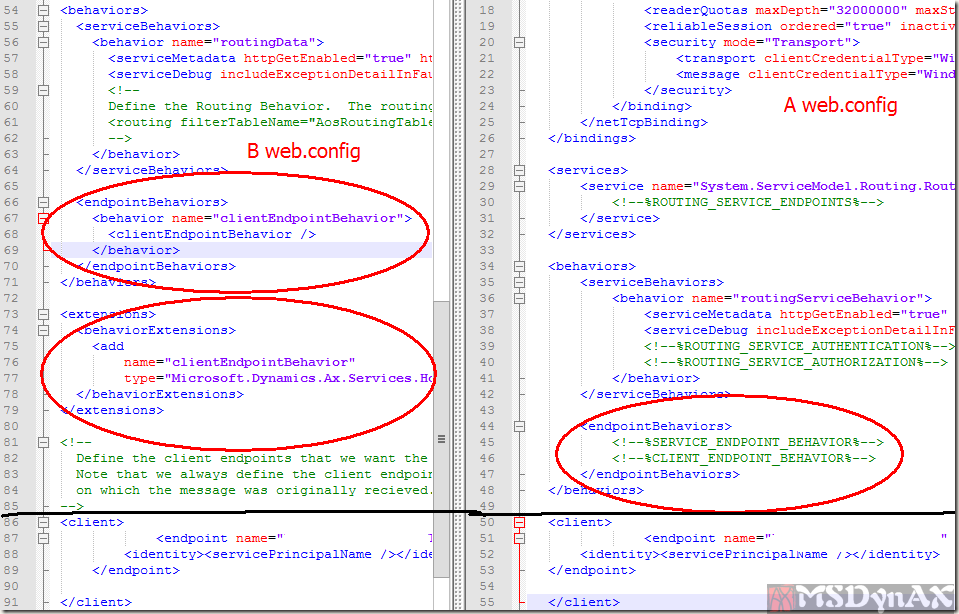 54 <behaviors>
55 <serviceBehaviors>
56 <behavior name="routingData">
57 <serviceMetadata httpGetEnabled="true"
58 <serviceDebug includeExceptionDetailInFau
59 <!--
60 Define the Routing Behavior.  The routing
61 <routing filterTableName="AosRoutingTable
62 -->
63 </behavior>
64 </serviceBehaviors>
65
66 <endpointBehaviors>
67 <behavior name="clientEndpointBehavior">
68 <clientEndpointBehavior />
69 </behavior>
70 </endpointBehaviors>
71 </behaviors>
72
73 <extensions>
74 <behaviorExtensions>
75 <add
76 name="clientEndpointBehavior"
77 type="Microsoft.Dynamics.Ax.Services.Ho
78 </behaviorExtensions>
79 </extensions>
80
81 <!--
82 Define the client endpoints that we want the
83 Note that we always define the client endpoin
84 on which the message was originally recieved.
85 -->
86 <client>
87 <endpoint name="
88 <identity><servicePrincipalName /></ide
89 </endpoint>
90
91 </client>
B web.config
18 <readerQuotas maxDepth="32000000" maxSt
19 <reliableSession ordered="true" inactiv
20 <security mode="Transport">
21 <transport clientCredentialType="Wi
22 <message clientCredentialType="Wind
23 </security>
24 </binding>
25 </netTcpBinding>
26 </bindings>
27
28 <services>
29 <service name="System.ServiceModel.Routing.Rout
30 <!--%ROUTING_SERVICE_ENDPOINTS%-->
31 </service>
32 </services>
33
34 <behaviors>
35 <serviceBehaviors>
36 <behavior name="routingServiceBehavior">
37 <serviceMetadata httpGetEnabled="true"
38 <serviceDebug includeExceptionDetailInF
39 <!--%ROUTING_SERVICE_AUTHENTICATION%-->
40 <!--%ROUTING_SERVICE_AUTHORIZATION%-->
41 </behavior>
42 </serviceBehaviors>
43
44 <endpointBehaviors>
45 <!--%SERVICE_ENDPOINT_BEHAVIOR%-->
46 <!--%CLIENT_ENDPOINT_BEHAVIOR%-->
47 </endpointBehaviors>
48 </behaviors>
49
50 <client>
51 <endpoint name=" "
52 <identity><servicePrincipalName /></identity>
53 </endpoint>
54
55 </client>
A web.config
MSDynAX